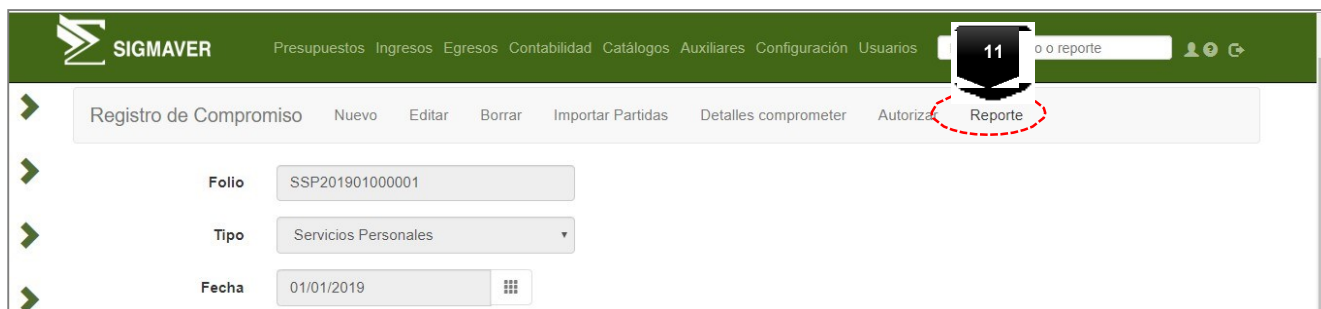 SIGMAVER Presupuestos Ingresos Egresos Contabilidad Catálogos Auxiliares Configuración Usuarios 11 o o reporte
Registro de Compromiso Nuevo Editar Borrar Importar Partidas Detalles comprometer Autorizar Reporte
Folio SSP201901000001
Tipo Servicios Personales
Fecha 01/01/2019